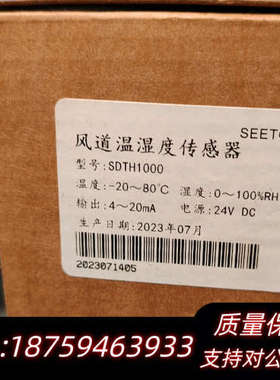 SEETO
风道温湿度传感器
型号:SDTH1000
温度:-20~80℃ 湿度:0~100%RH
输出:4~20mA 电源:24V DC
生产日期:2023年07月
2023071405
质量保
:18759463933
支持对公